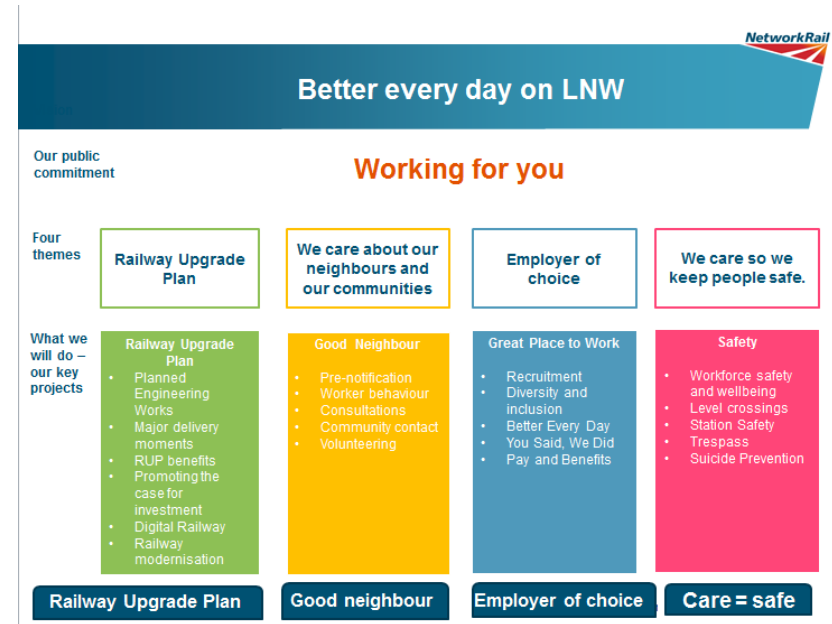 NetworkRail
Better every day on LNW
Our public
commitment
Working for you
Four
themes
Railway Upgrade
Plan
We care about our
neighbours and
our communities
Employer of
choice
We care so we
keep people safe.
What we
will do –
our key
projects
Railway Upgrade
Plan
• Planned
Engineering
Works
• Major delivery
moments
• RUP benefits
• Promoting the
case for
investment
• Digital Railway
• Railway
modernisation
Good Neighbour
• Pre-notification
• Worker behaviour
• Consultations
• Community contact
• Volunteering
Great Place to Work
• Recruitment
• Diversity and
inclusion
• Better Every Day
• You Said, We Did
• Pay and Benefits
Safety
• Workforce safety
and wellbeing
• Level crossings
• Station Safety
• Trespass
• Suicide Prevention
Railway Upgrade Plan
Good neighbour
Employer of choice
Care = safe